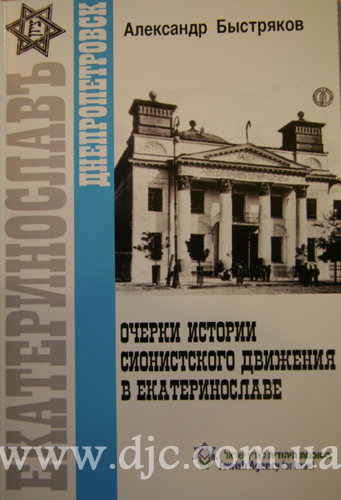 Александр Быстряков
ЕКАТЕРИНОСЛАВЪ
ДНЕПРОПЕТРОВСК
ОЧЕРКИ ИСТОРИИ
СИОНИСТСКОГО ДВИЖЕНИЯ
В ЕКАТЕРИНОСЛАВЕ
www.djc.com.ua